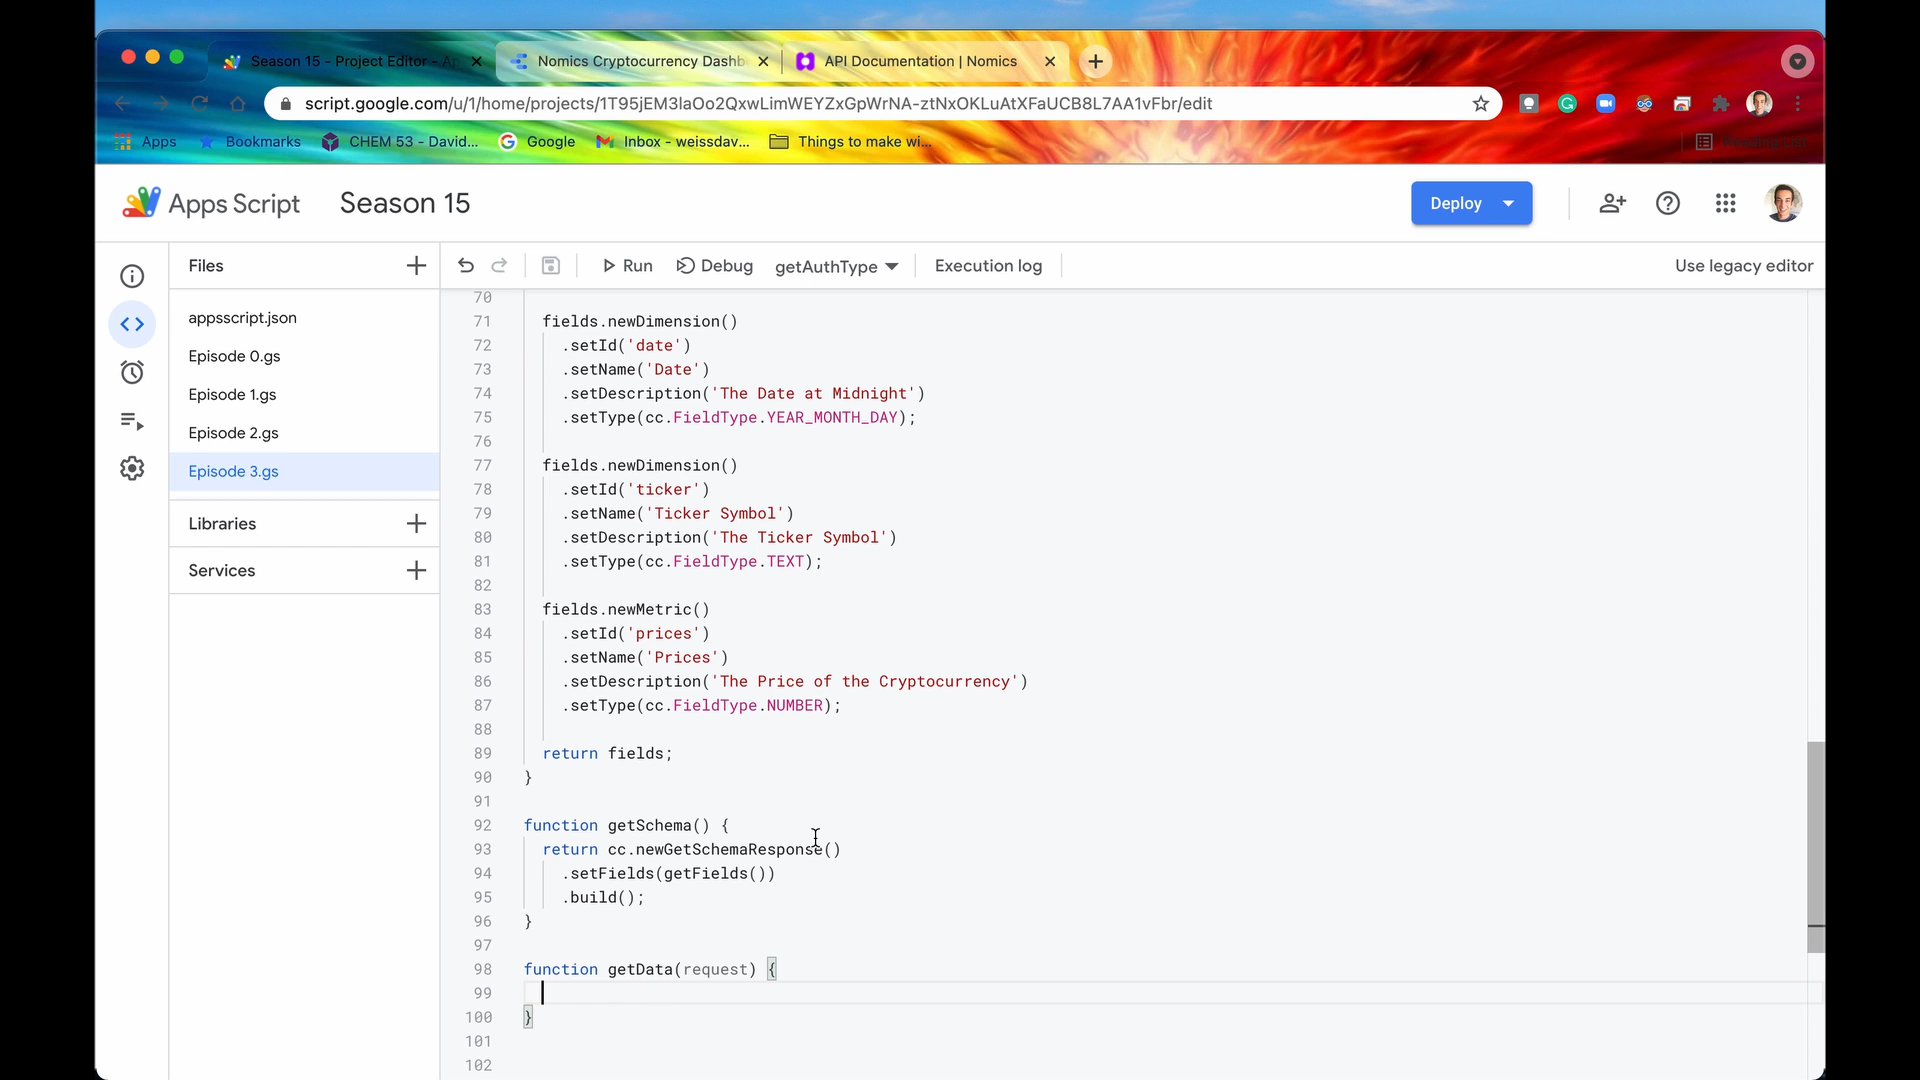 Season 15 - Project Editor - Ap
Nomics Cryptocurrency Dashb
API Documentation | Nomics
script.google.com/u/1/home/projects/1T95jEM3laOo2QxwLimWEYZxGpWrNA-ztNxOKLuAtXFaUCB8L7AA1vFbr/edit
Apps
Bookmarks
CHEM 53 - David...
Google
Inbox - weissdav...
Things to make wi...
Reading List
Apps Script
Season 15
Deploy
Files
Run
Debug
getAuthType
Execution log
Use legacy editor
appsscript.json
Episode 0.gs
Episode 1.gs
Episode 2.gs
Episode 3.gs
Libraries
Services
70
71 fields.newDimension()
72 .setId('date')
73 .setName('Date')
74 .setDescription('The Date at Midnight')
75 .setType(cc.FieldType.YEAR_MONTH_DAY);
76
77 fields.newDimension()
78 .setId('ticker')
79 .setName('Ticker Symbol')
80 .setDescription('The Ticker Symbol')
81 .setType(cc.FieldType.TEXT);
82
83 fields.newMetric()
84 .setId('prices')
85 .setName('Prices')
86 .setDescription('The Price of the Cryptocurrency')
87 .setType(cc.FieldType.NUMBER);
88
89 return fields;
90 }
91
92 function getSchema() {
93 return cc.newGetSchemaResponse()
94 .setFields(getFields())
95 .build();
96 }
97
98 function getData(request) {
99
100 }
101
102